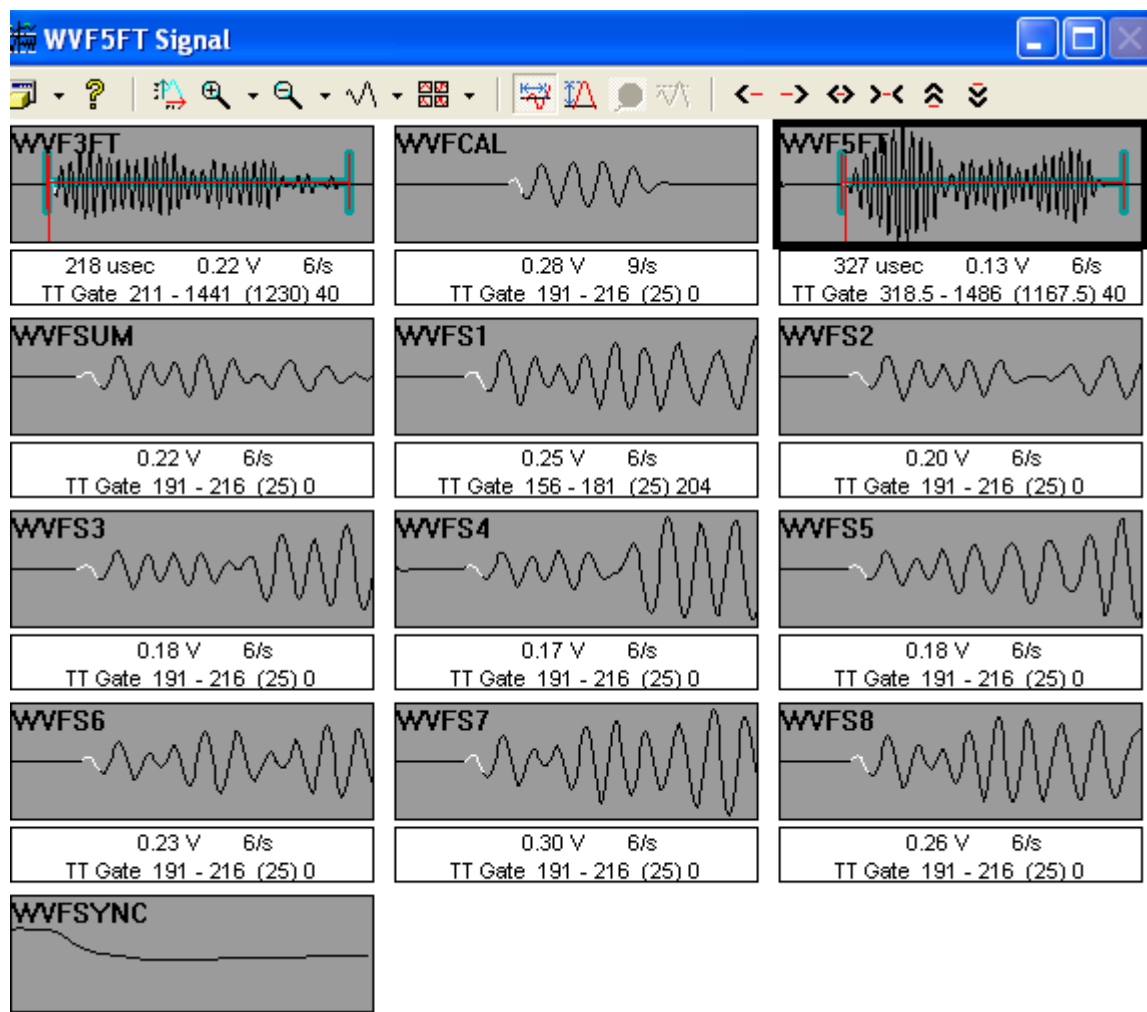 WVF5FT Signal
WVF3FT
WVFCAL
WVF5FT
218 usec 0.22 V 6/s
TT Gate 211 - 1441 (1230) 40
0.28 V 9/s
TT Gate 191 - 216 (25) 0
327 usec 0.13 V 6/s
TT Gate 318.5 - 1486 (1167.5) 40
WVFSUM
WVFS1
WVFS2
0.22 V 6/s
TT Gate 191 - 216 (25) 0
0.25 V 6/s
TT Gate 156 - 181 (25) 204
0.20 V 6/s
TT Gate 191 - 216 (25) 0
WVFS3
WVFS4
WVFS5
0.18 V 6/s
TT Gate 191 - 216 (25) 0
0.17 V 6/s
TT Gate 191 - 216 (25) 0
0.18 V 6/s
TT Gate 191 - 216 (25) 0
WVFS6
WVFS7
WVFS8
0.23 V 6/s
TT Gate 191 - 216 (25) 0
0.30 V 6/s
TT Gate 191 - 216 (25) 0
0.26 V 6/s
TT Gate 191 - 216 (25) 0
WVFSYNC